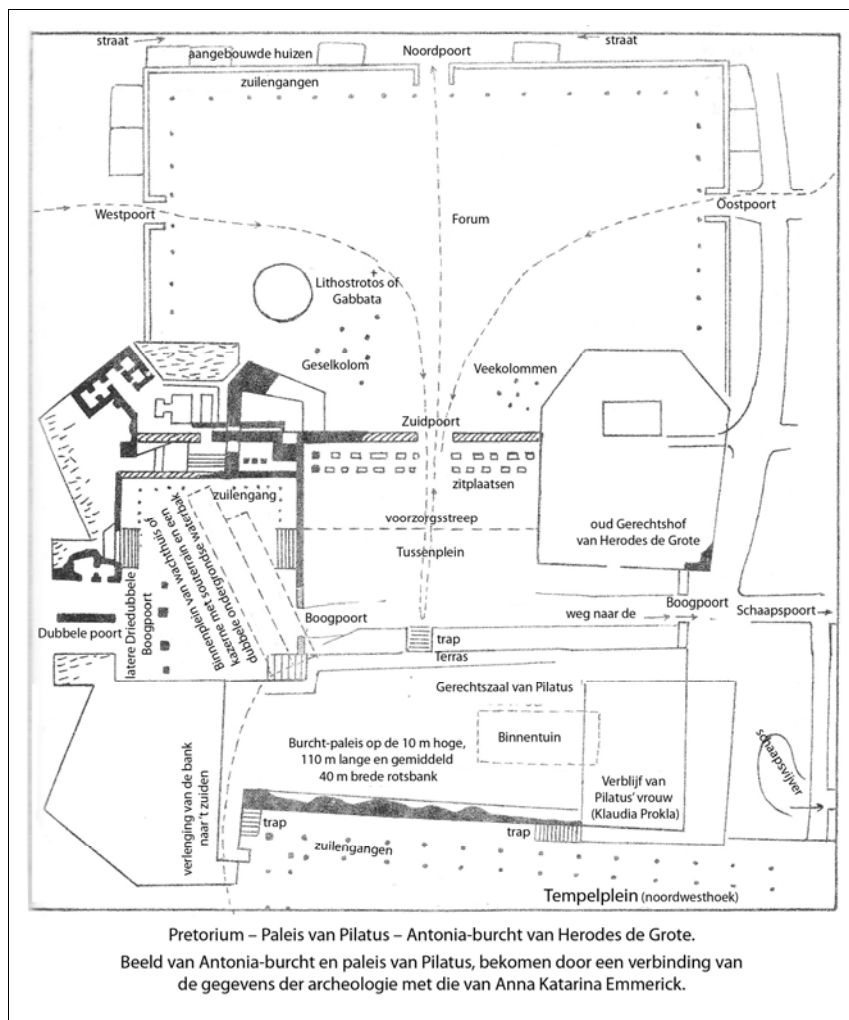 straat
straat
aangebouwde huizen
Noordpoort
zuilengangen
Westpoort
Oostpoort
Forum
Lithostrotos of
Gabbata
Geselkolom
Veekolommen
Zuidpoort
zitplaatsen
zuilengang
voorzorgsstreep
Tussenplein
oud Gerechtshof
van Herodes de Grote
Binnenplein van wachthuis of
kazerne met souterrain en een
dubbele ondergrondse waterbak
latere Driedubbele
Boogpoort
Dubbele poort
Boogpoort
weg naar de
Boogpoort
Schaapspoort
trap
Terras
Gerechtszaal van Pilatus
Binnentuin
Burcht-paleis op de 10 m hoge,
110 m lange en gemiddeld
40 m brede rotsbank
Verblijf van
Pilatus' vrouw
(Klaudia Prokla)
schaapsvijver
verlenging van de bank
naar 't zuiden
trap
trap
zuilengangen
Tempelplein (noordwesthoek)
Pretorium – Paleis van Pilatus – Antonia-burcht van Herodes de Grote.
Beeld van Antonia-burcht en paleis van Pilatus, bekomen door een verbinding van
de gegevens der archeologie met die van Anna Katarina Emmerick.